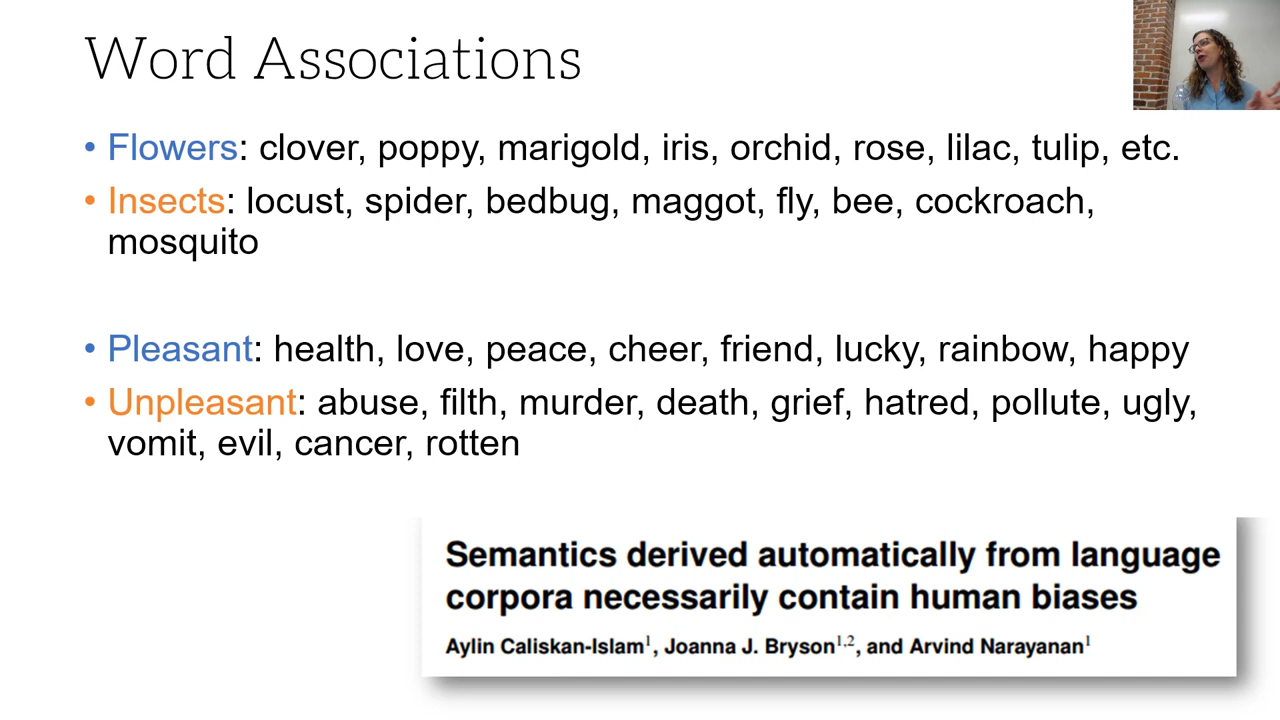 Word Associations
• Flowers: clover, poppy, marigold, iris, orchid, rose, lilac, tulip, etc.
• Insects: locust, spider, bedbug, maggot, fly, bee, cockroach,
mosquito
• Pleasant: health, love, peace, cheer, friend, lucky, rainbow, happy
• Unpleasant: abuse, filth, murder, death, grief, hatred, pollute, ugly,
vomit, evil, cancer, rotten
Semantics derived automatically from language
corpora necessarily contain human biases
Aylin Caliskan-Islam¹, Joanna J. Bryson¹,², and Arvind Narayanan¹